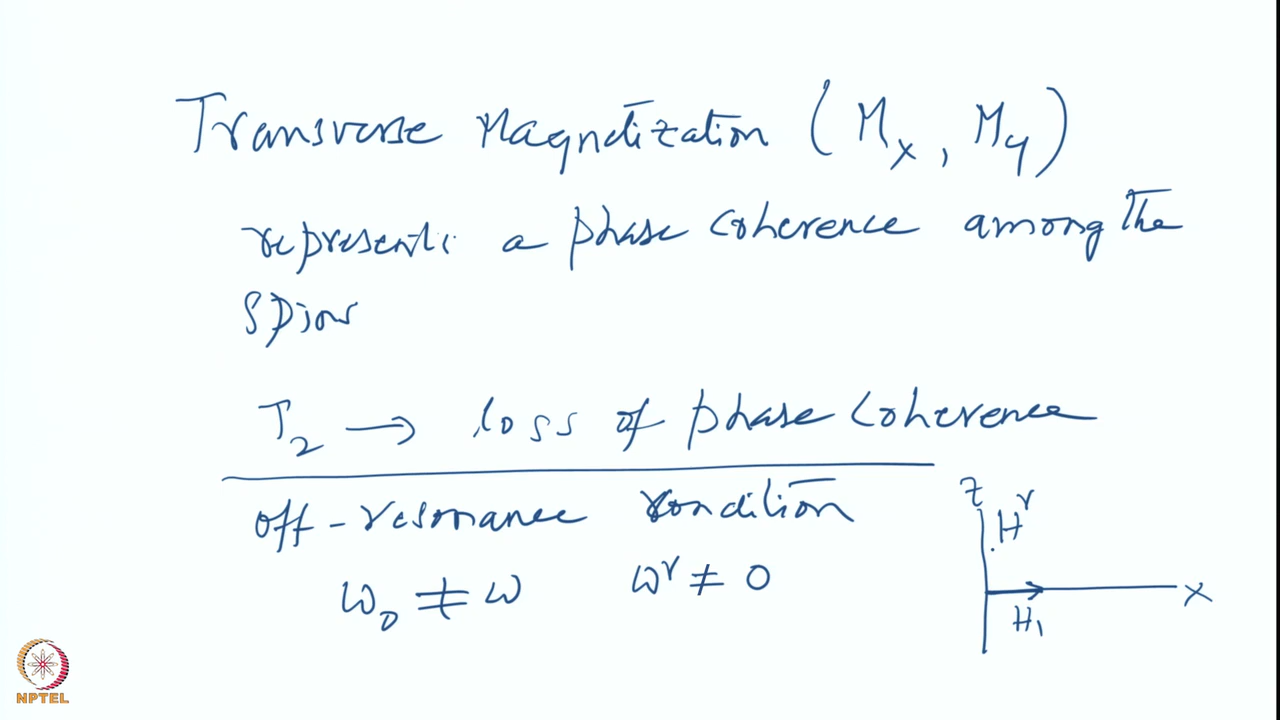 Transverse Magnetization (Mx, My)
represents a phase coherence among the
spins
T2 → loss of phase coherence
off-resonance condition
ω0 ≠ ω ωʳ ≠ 0
z
Hʳ
x
H1
NPTEL